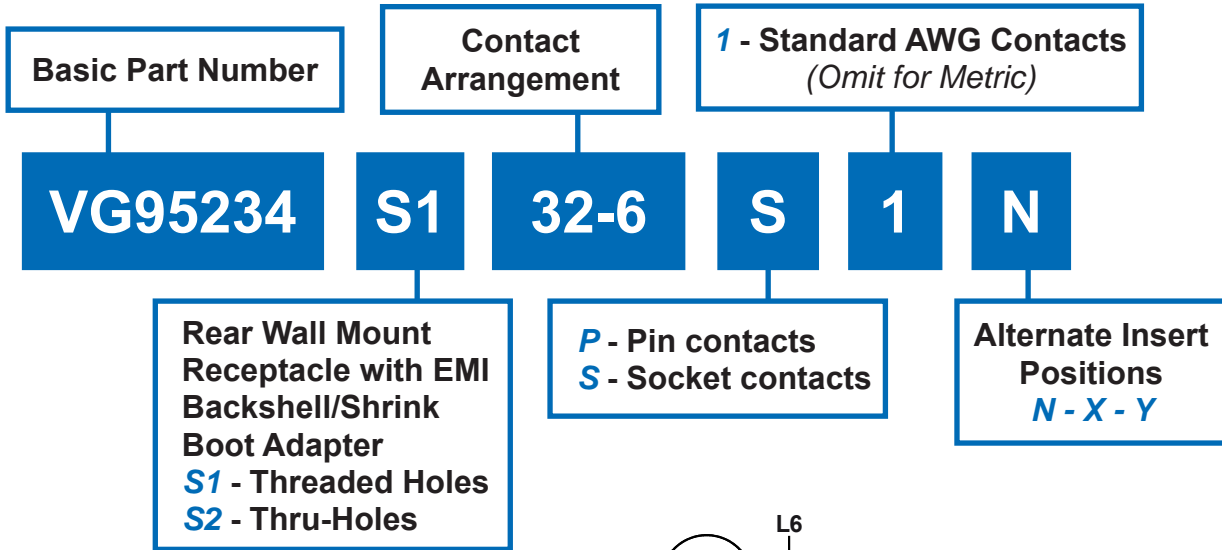 Basic Part Number
Contact
Arrangement
1 - Standard AWG Contacts
(Omit for Metric)
VG95234 S1 32-6 S 1 N
Rear Wall Mount
Receptacle with EMI
Backshell/Shrink
Boot Adapter
S1 - Threaded Holes
S2 - Thru-Holes
P - Pin contacts
S - Socket contacts
Alternate Insert
Positions
N - X - Y
L6